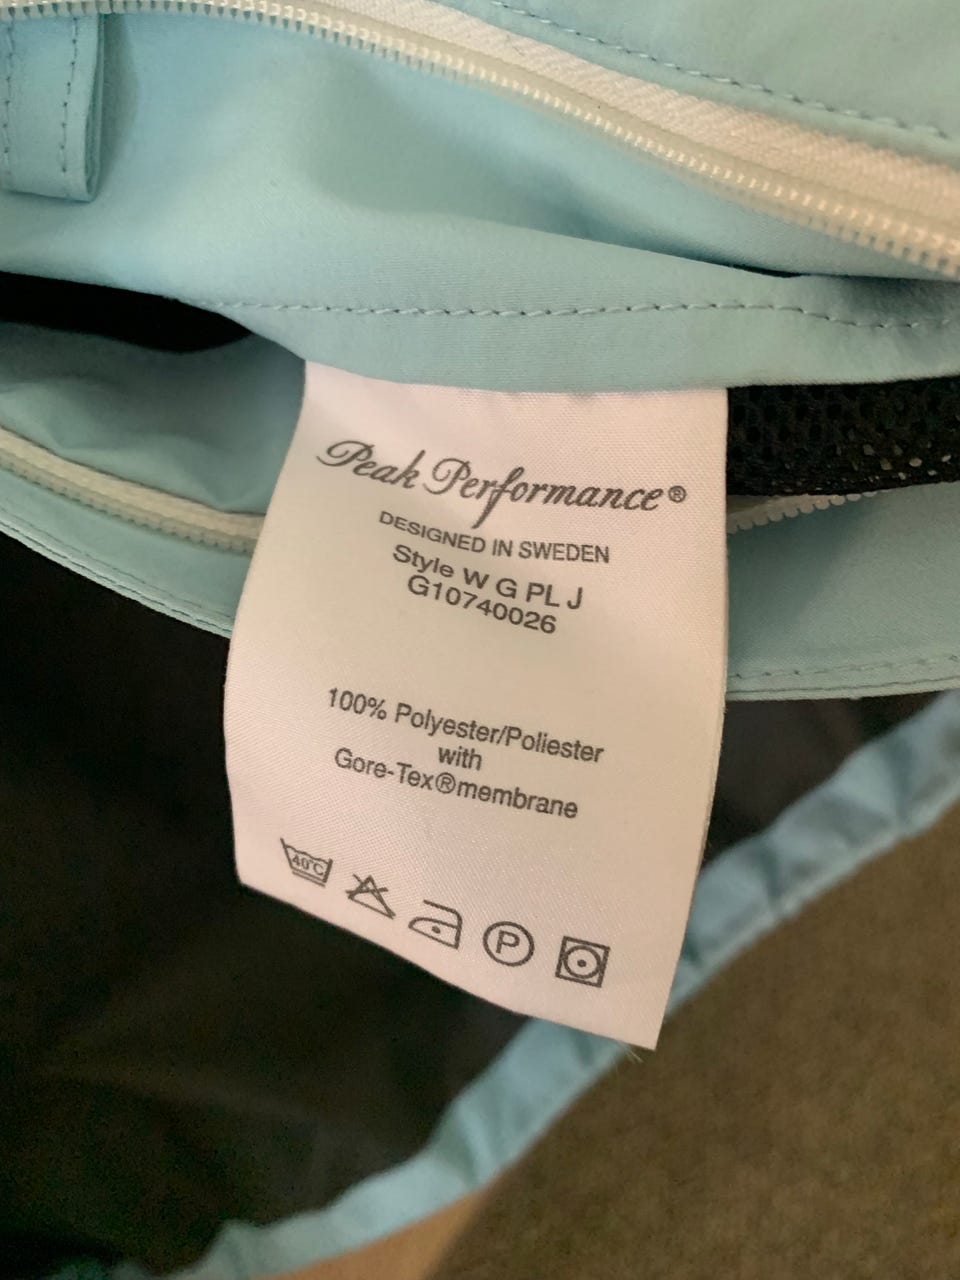 Peak Performance®
DESIGNED IN SWEDEN
Style W G PL J
G10740026
100% Polyester/Poliester
with
Gore-Tex®membrane
40°C
P